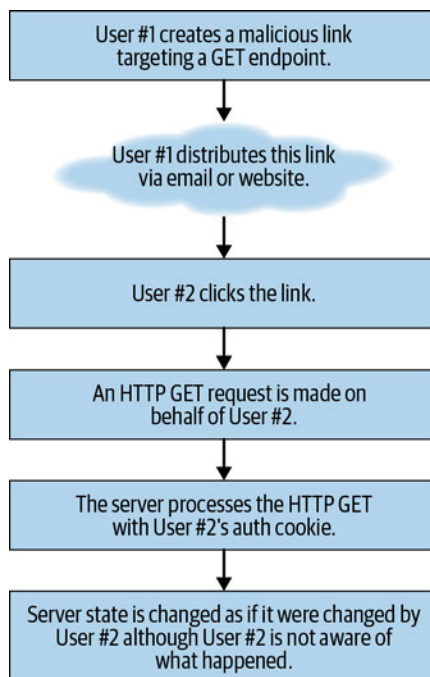 User #1 creates a malicious link
targeting a GET endpoint.
User #1 distributes this link
via email or website.
User #2 clicks the link.
An HTTP GET request is made on
behalf of User #2.
The server processes the HTTP GET
with User #2's auth cookie.
Server state is changed as if it were changed by
User #2 although User #2 is not aware of
what happened.